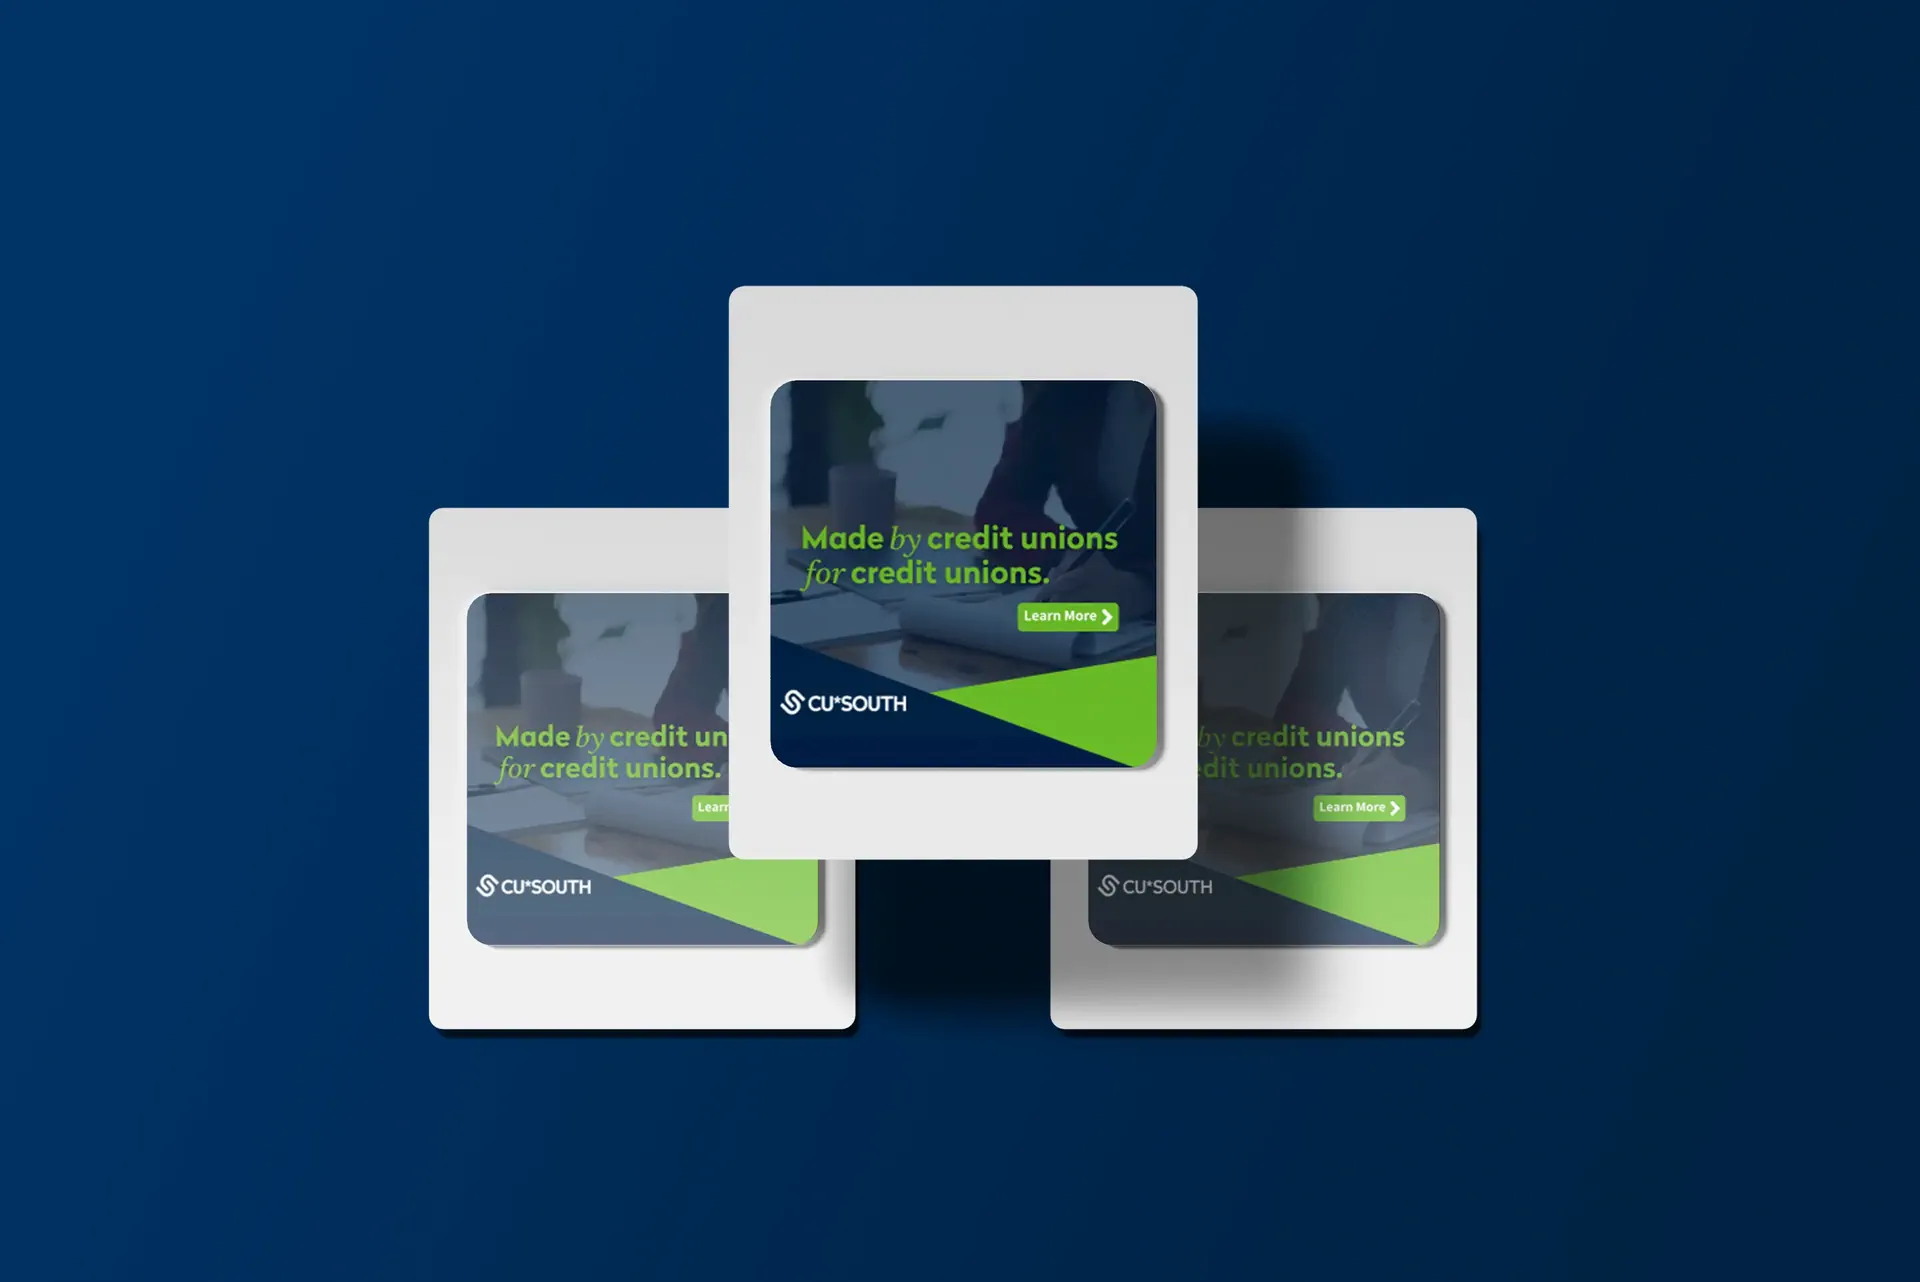 Made by credit unions
for credit unions.
Learn More
CU*SOUTH
Made by credit un
for credit unions.
Learn
CU*SOUTH
by credit unions
edit unions.
Learn More
CU*SOUTH